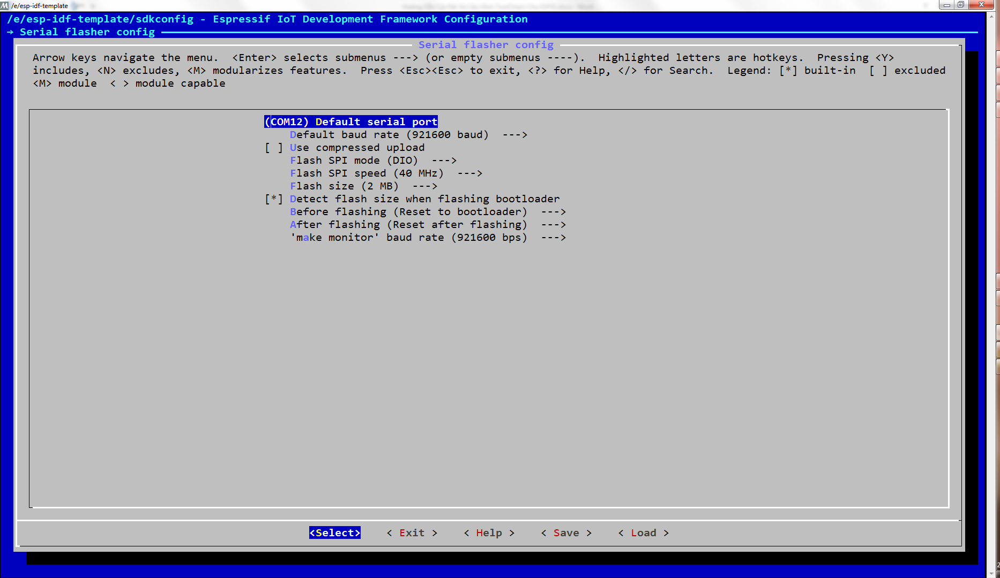 /e/esp-idf-template
/e/esp-idf-template/sdkconfig - Espressif IoT Development Framework Configuration
→ Serial flasher config
Serial flasher config
Arrow keys navigate the menu.  <Enter> selects submenus ---> (or empty submenus ----).  Highlighted letters are hotkeys.  Pressing <Y>
includes, <N> excludes, <M> modularizes features.  Press <Esc><Esc> to exit, <?> for Help, </> for Search.  Legend: [*] built-in  [ ] excluded
<M> module  < > module capable
(COM12) Default serial port
Default baud rate (921600 baud)  --->
[ ] Use compressed upload
Flash SPI mode (DIO)  --->
Flash SPI speed (40 MHz)  --->
Flash size (2 MB)  --->
[*] Detect flash size when flashing bootloader
Before flashing (Reset to bootloader)  --->
After flashing (Reset after flashing)  --->
'make monitor' baud rate (921600 bps)  --->
<Select>    < Exit >    < Help >    < Save >    < Load >